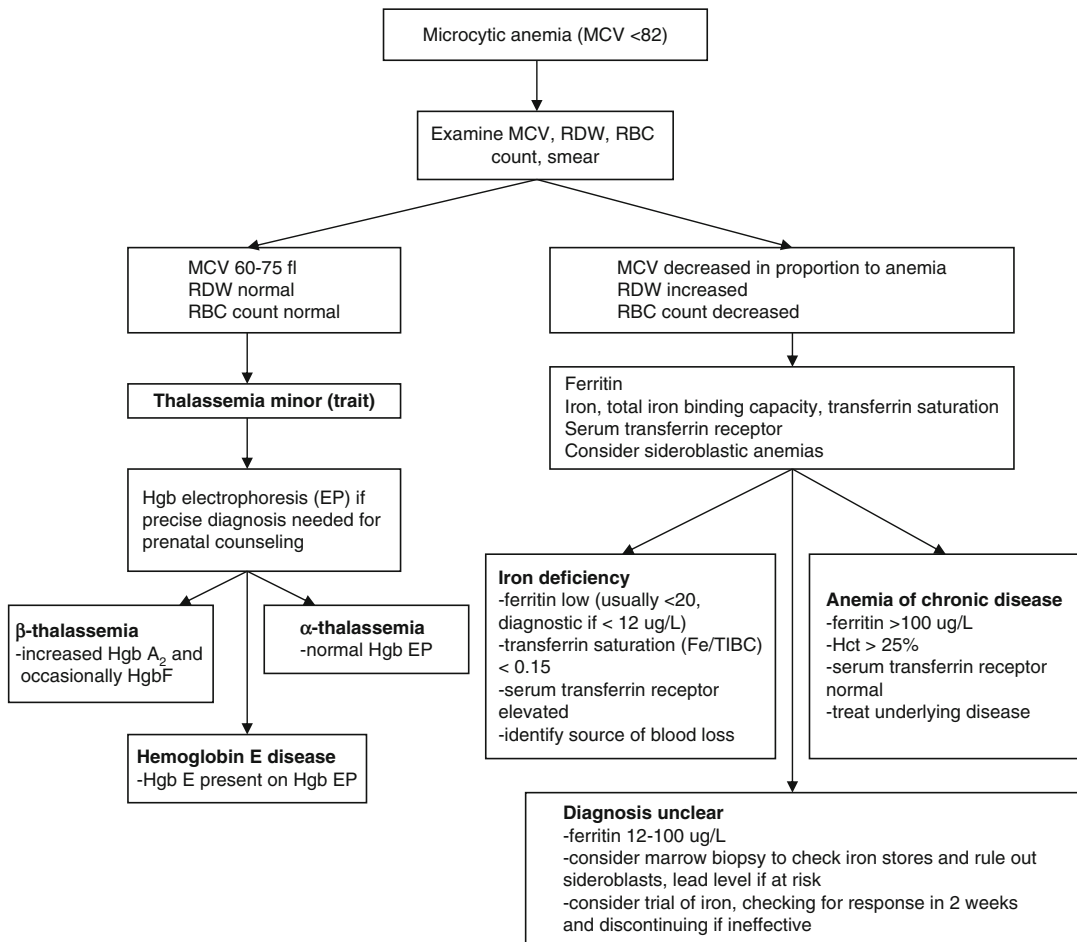 Microcytic anemia (MCV <82)
Examine MCV, RDW, RBC
count, smear
MCV 60-75 fl
RDW normal
RBC count normal
MCV decreased in proportion to anemia
RDW increased
RBC count decreased
Thalassemia minor (trait)
Ferritin
Iron, total iron binding capacity, transferrin saturation
Serum transferrin receptor
Consider sideroblastic anemias
Hgb electrophoresis (EP) if
precise diagnosis needed for
prenatal counseling
β-thalassemia
-increased Hgb A₂ and
occasionally HgbF
α-thalassemia
-normal Hgb EP
Hemoglobin E disease
-Hgb E present on Hgb EP
Iron deficiency
-ferritin low (usually <20,
diagnostic if < 12 ug/L)
-transferrin saturation (Fe/TIBC)
< 0.15
-serum transferrin receptor
elevated
-identify source of blood loss
Anemia of chronic disease
-ferritin >100 ug/L
-Hct > 25%
-serum transferrin receptor
normal
-treat underlying disease
Diagnosis unclear
-ferritin 12-100 ug/L
-consider marrow biopsy to check iron stores and rule out
sideroblasts, lead level if at risk
-consider trial of iron, checking for response in 2 weeks
and discontinuing if ineffective